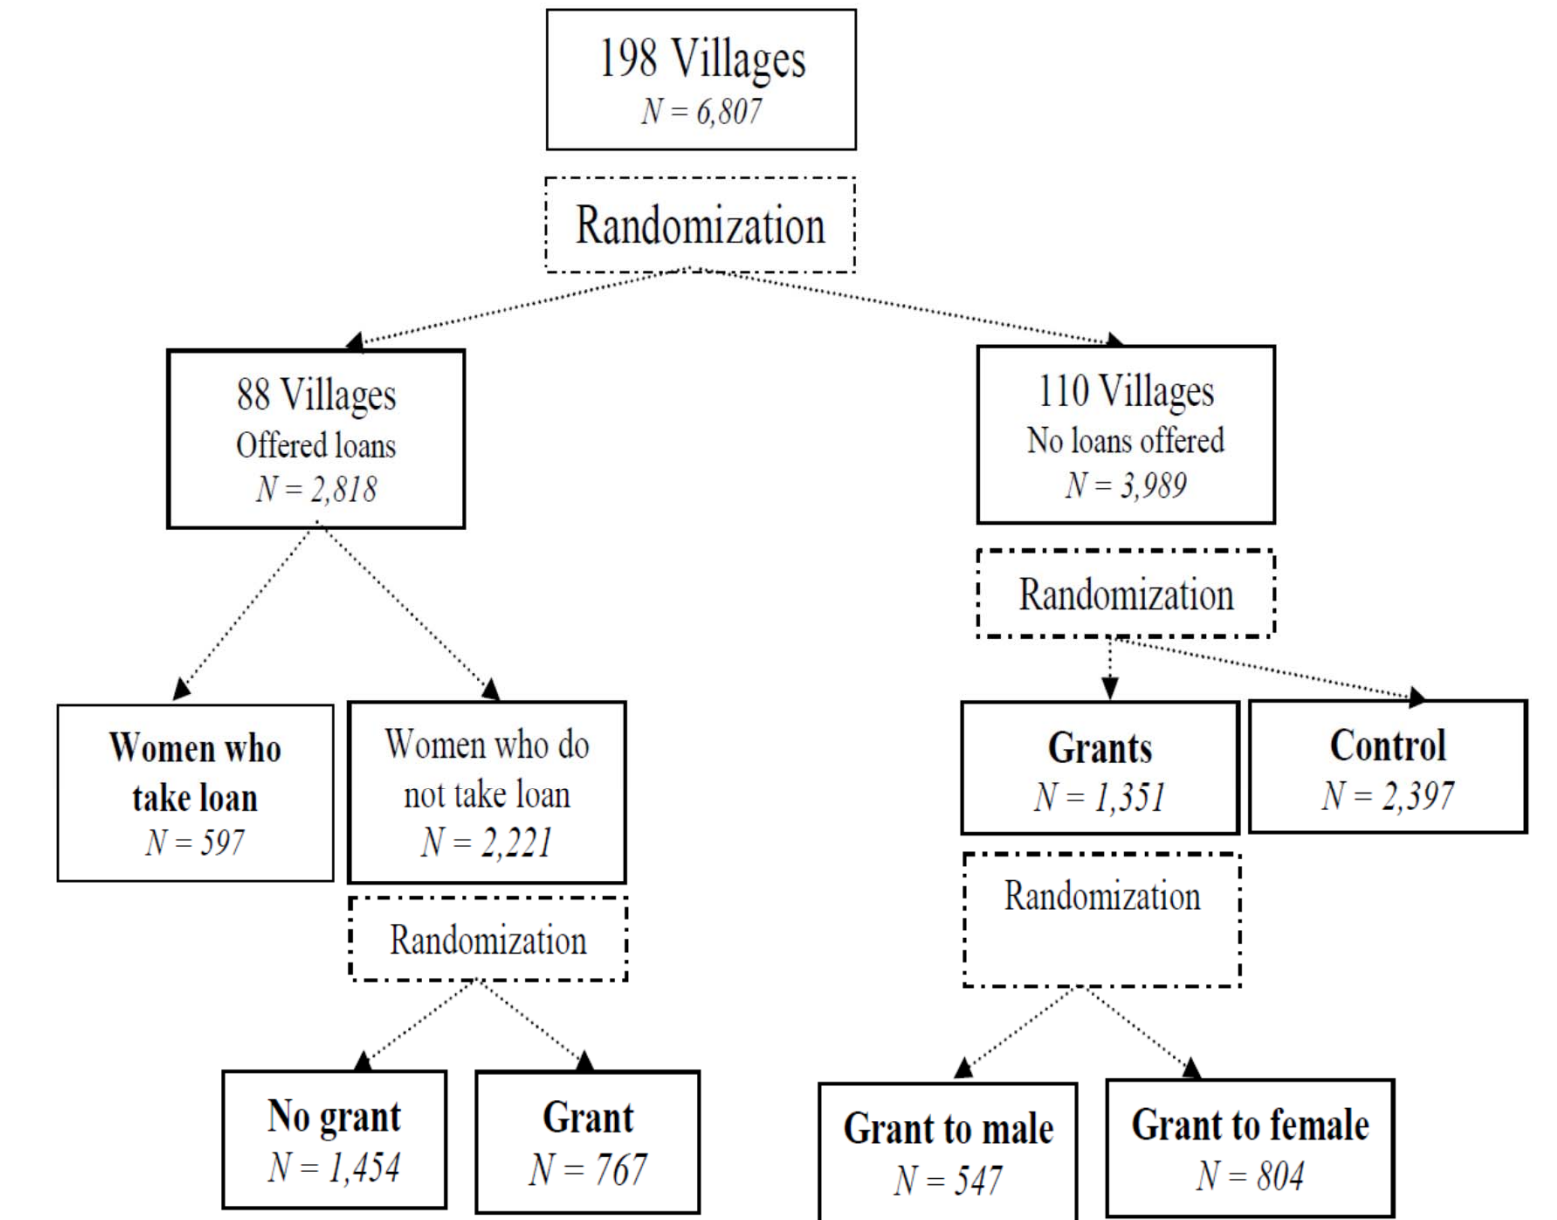 198 Villages
N = 6,807
Randomization
88 Villages
Offered loans
N = 2,818
110 Villages
No loans offered
N = 3,989
Randomization
Women who
take loan
N = 597
Women who do
not take loan
N = 2,221
Grants
N = 1,351
Control
N = 2,397
Randomization
Randomization
No grant
N = 1,454
Grant
N = 767
Grant to male
N = 547
Grant to female
N = 804